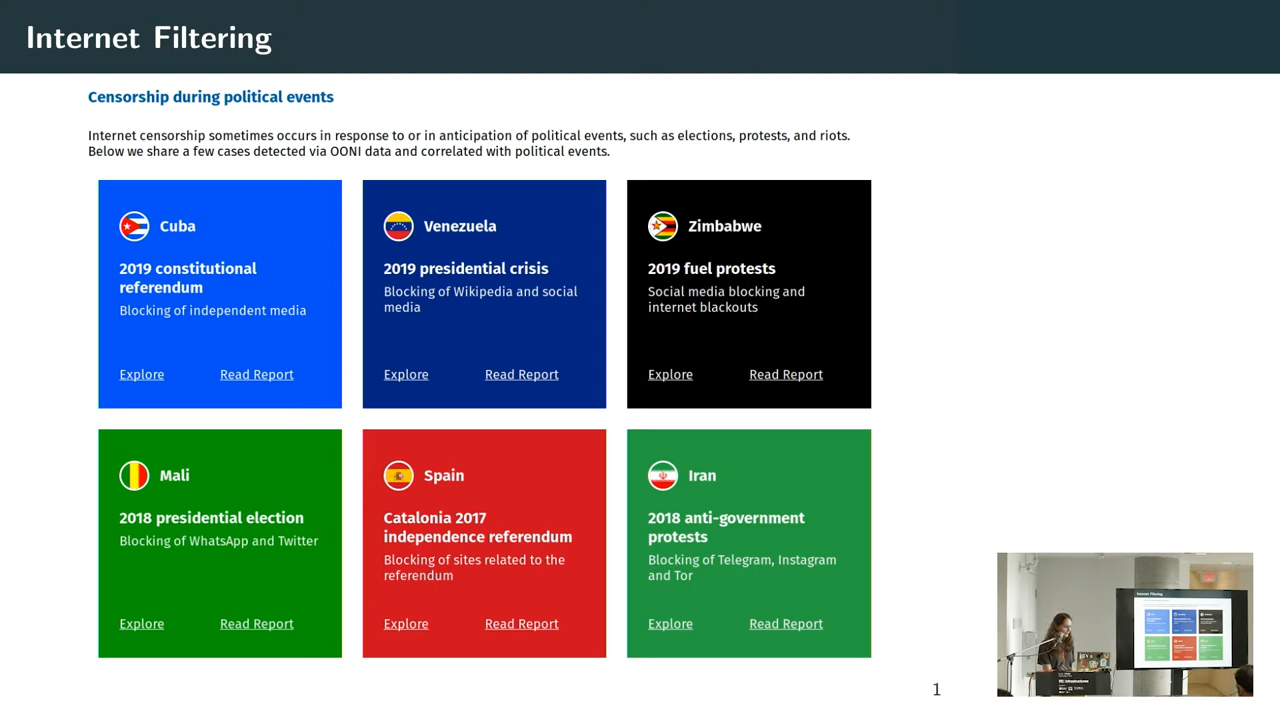 Internet Filtering
Censorship during political events
Internet censorship sometimes occurs in response to or in anticipation of political events, such as elections, protests, and riots.
Below we share a few cases detected via OONI data and correlated with political events.
Cuba
2019 constitutional
referendum
Blocking of independent media
Explore
Read Report
Venezuela
2019 presidential crisis
Blocking of Wikipedia and social
media
Explore
Read Report
Zimbabwe
2019 fuel protests
Social media blocking and
internet blackouts
Explore
Read Report
Mali
2018 presidential election
Blocking of WhatsApp and Twitter
Explore
Read Report
Spain
Catalonia 2017
independence referendum
Blocking of sites related to the
referendum
Explore
Read Report
Iran
2018 anti-government
protests
Blocking of Telegram, Instagram
and Tor
Explore
Read Report
1
Internet Filtering